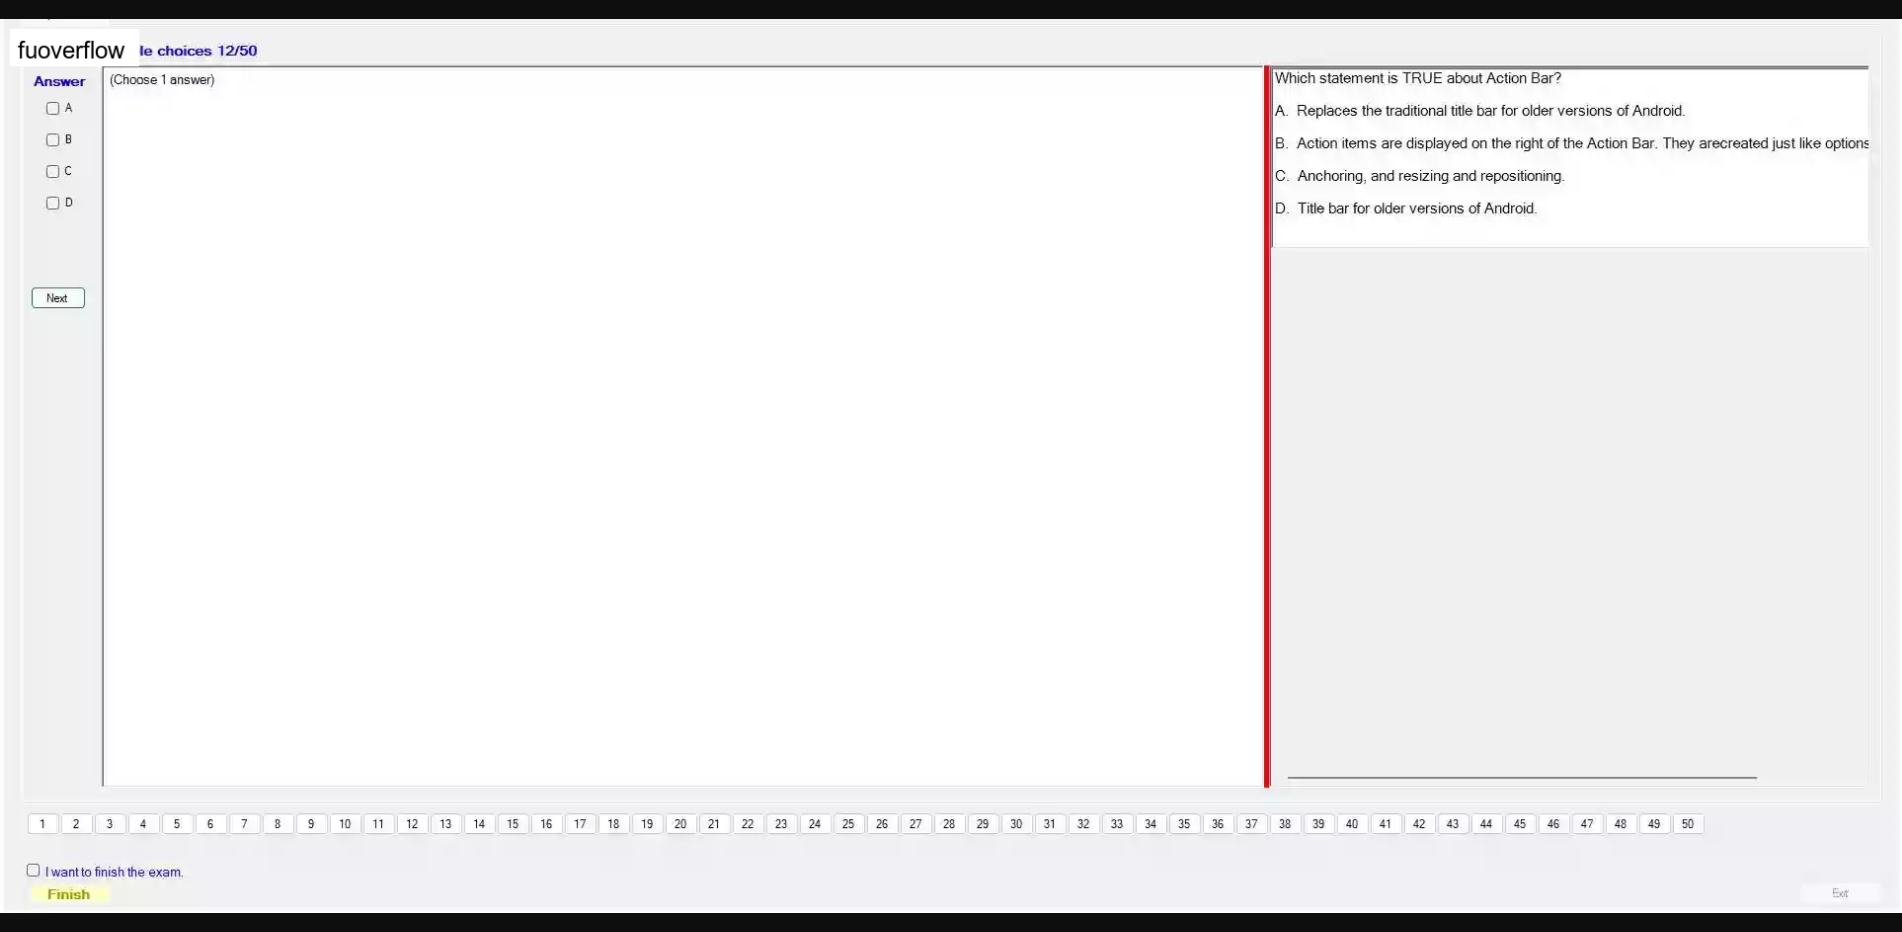 fuoverflow
le choices 12/50
Answer
(Choose 1 answer)
A
B
C
D
Next
Which statement is TRUE about Action Bar?
A. Replaces the traditional title bar for older versions of Android.
B. Action items are displayed on the right of the Action Bar. They arecreated just like options
C. Anchoring, and resizing and repositioning.
D. Title bar for older versions of Android.
1 2 3 4 5 6 7 8 9 10 11 12 13 14 15 16 17 18 19 20 21 22 23 24 25 26 27 28 29 30 31 32 33 34 35 36 37 38 39 40 41 42 43 44 45 46 47 48 49 50
I want to finish the exam.
Finish
Exit